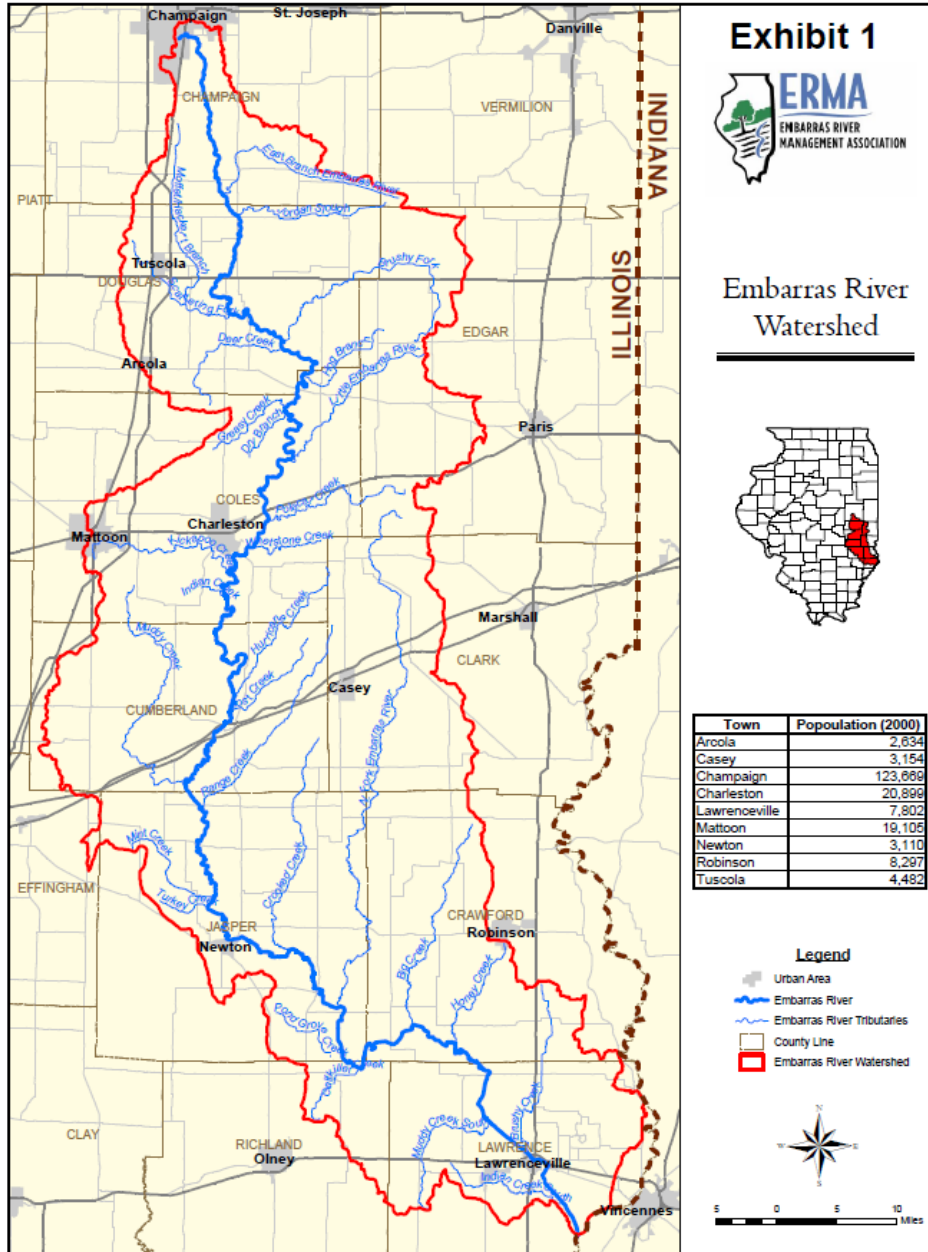 Champaign
St. Joseph
Danville
CHAMPAIGN
VERMILION
INDIANA
ILLINOIS
East Branch Embarras River
Jordan Slough
PIATT
Tuscola
DOUGLAS
Scattering Fork
Brushy Fork
EDGAR
Deer Creek
Arcola
Little Embarras River
Greasy Creek
Dry Branch
Paris
COLES
Charleston
Polecat Creek
Mattoon
Kickapoo Creek
Whetstone Creek
Indian Creek
Hurricane Creek
Marshall
Muddy Creek
CLARK
Casey
CUMBERLAND
Range Creek
Mint Creek
EFFINGHAM
Turkey Creek
Crooked Creek
JASPER
Newton
CRAWFORD
Robinson
Big Creek
Honey Creek
CLAY
RICHLAND
Olney
Muddy Creek South
Brushy Creek
LAWRENCE
Lawrenceville
Indian Creek South
Vincennes
Exhibit 1
ERMA
EMBARRAS RIVER
MANAGEMENT ASSOCIATION
Embarras River
Watershed
Town Popoulation (2000)
Arcola 2,634
Casey 3,154
Champaign 123,669
Charleston 20,899
Lawrenceville 7,802
Mattoon 19,105
Newton 3,110
Robinson 8,297
Tuscola 4,482
Legend
Urban Area
Embarras River
Embarras River Tributaries
County Line
Embarras River Watershed
N
W E
S
5 0 5 10
Miles